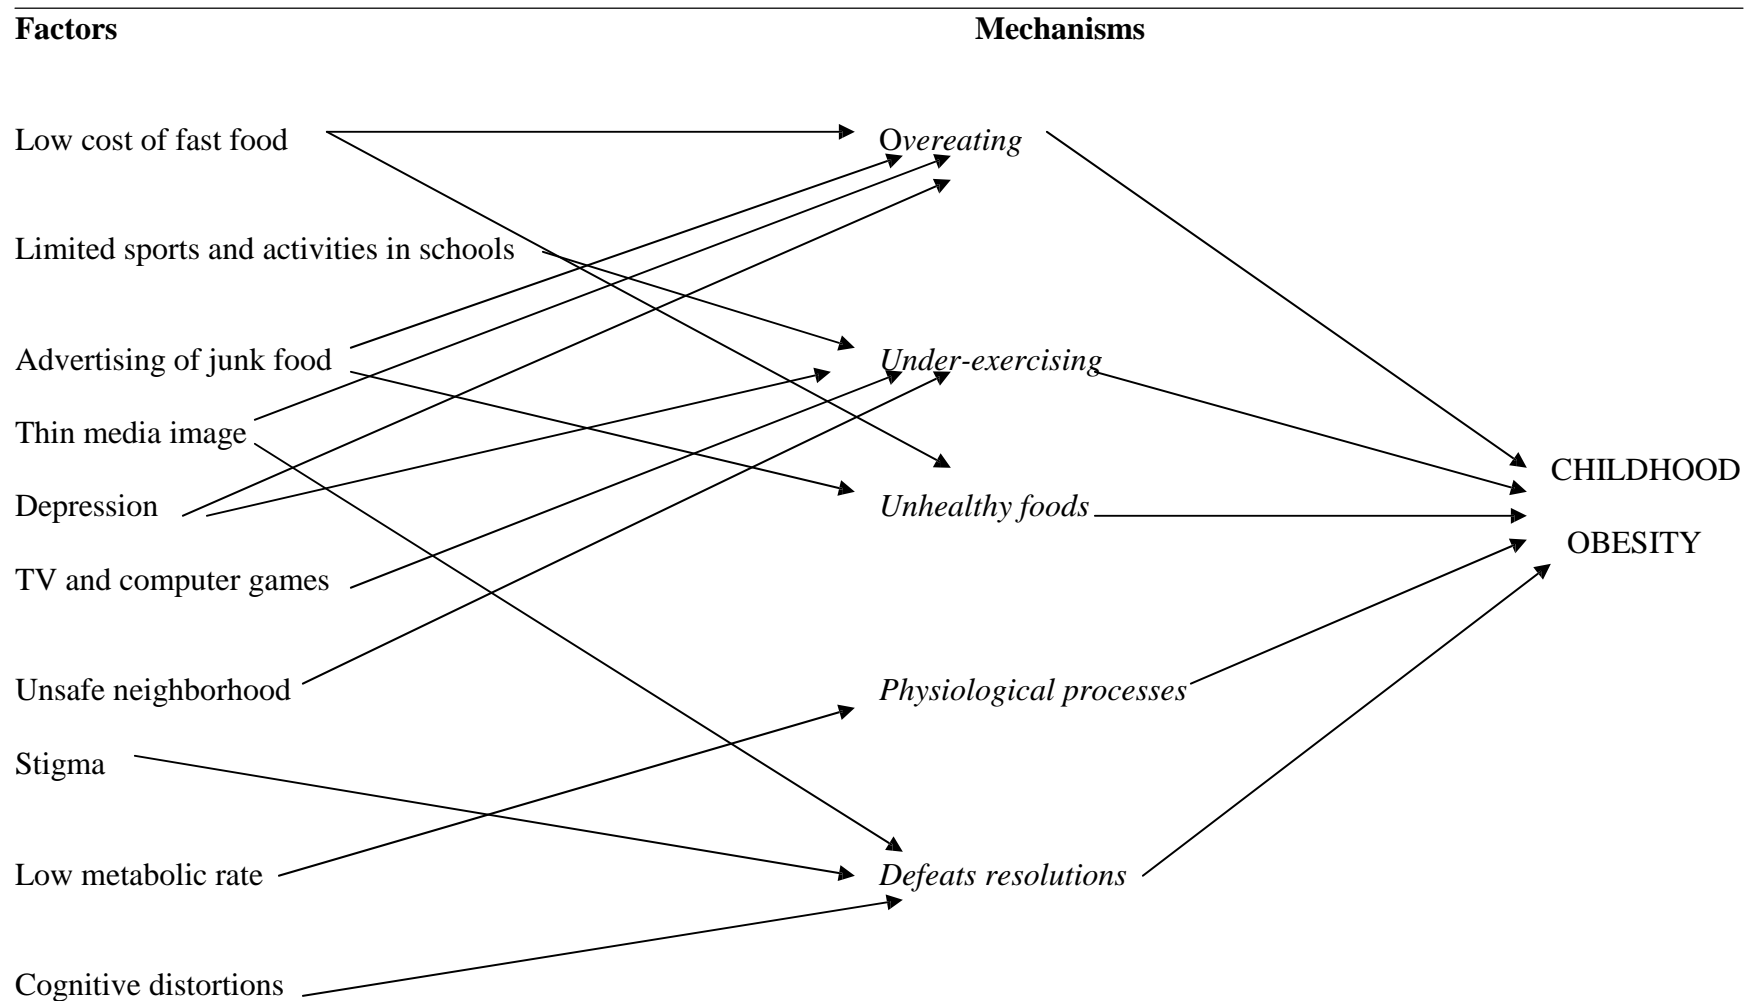 Factors Mechanisms
Low cost of fast food Overeating
Limited sports and activities in schools
Advertising of junk food Under-exercising
Thin media image
CHILDHOOD
Depression Unhealthy foods
OBESITY
TV and computer games
Unsafe neighborhood Physiological processes
Stigma
Low metabolic rate Defeats resolutions
Cognitive distortions